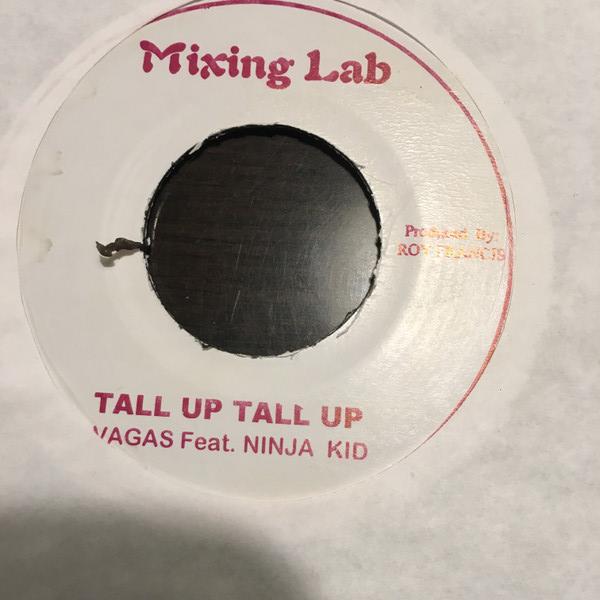 Mixing Lab
Produced By:
ROY FRANCIS
TALL UP TALL UP
VAGAS Feat. NINJA KID